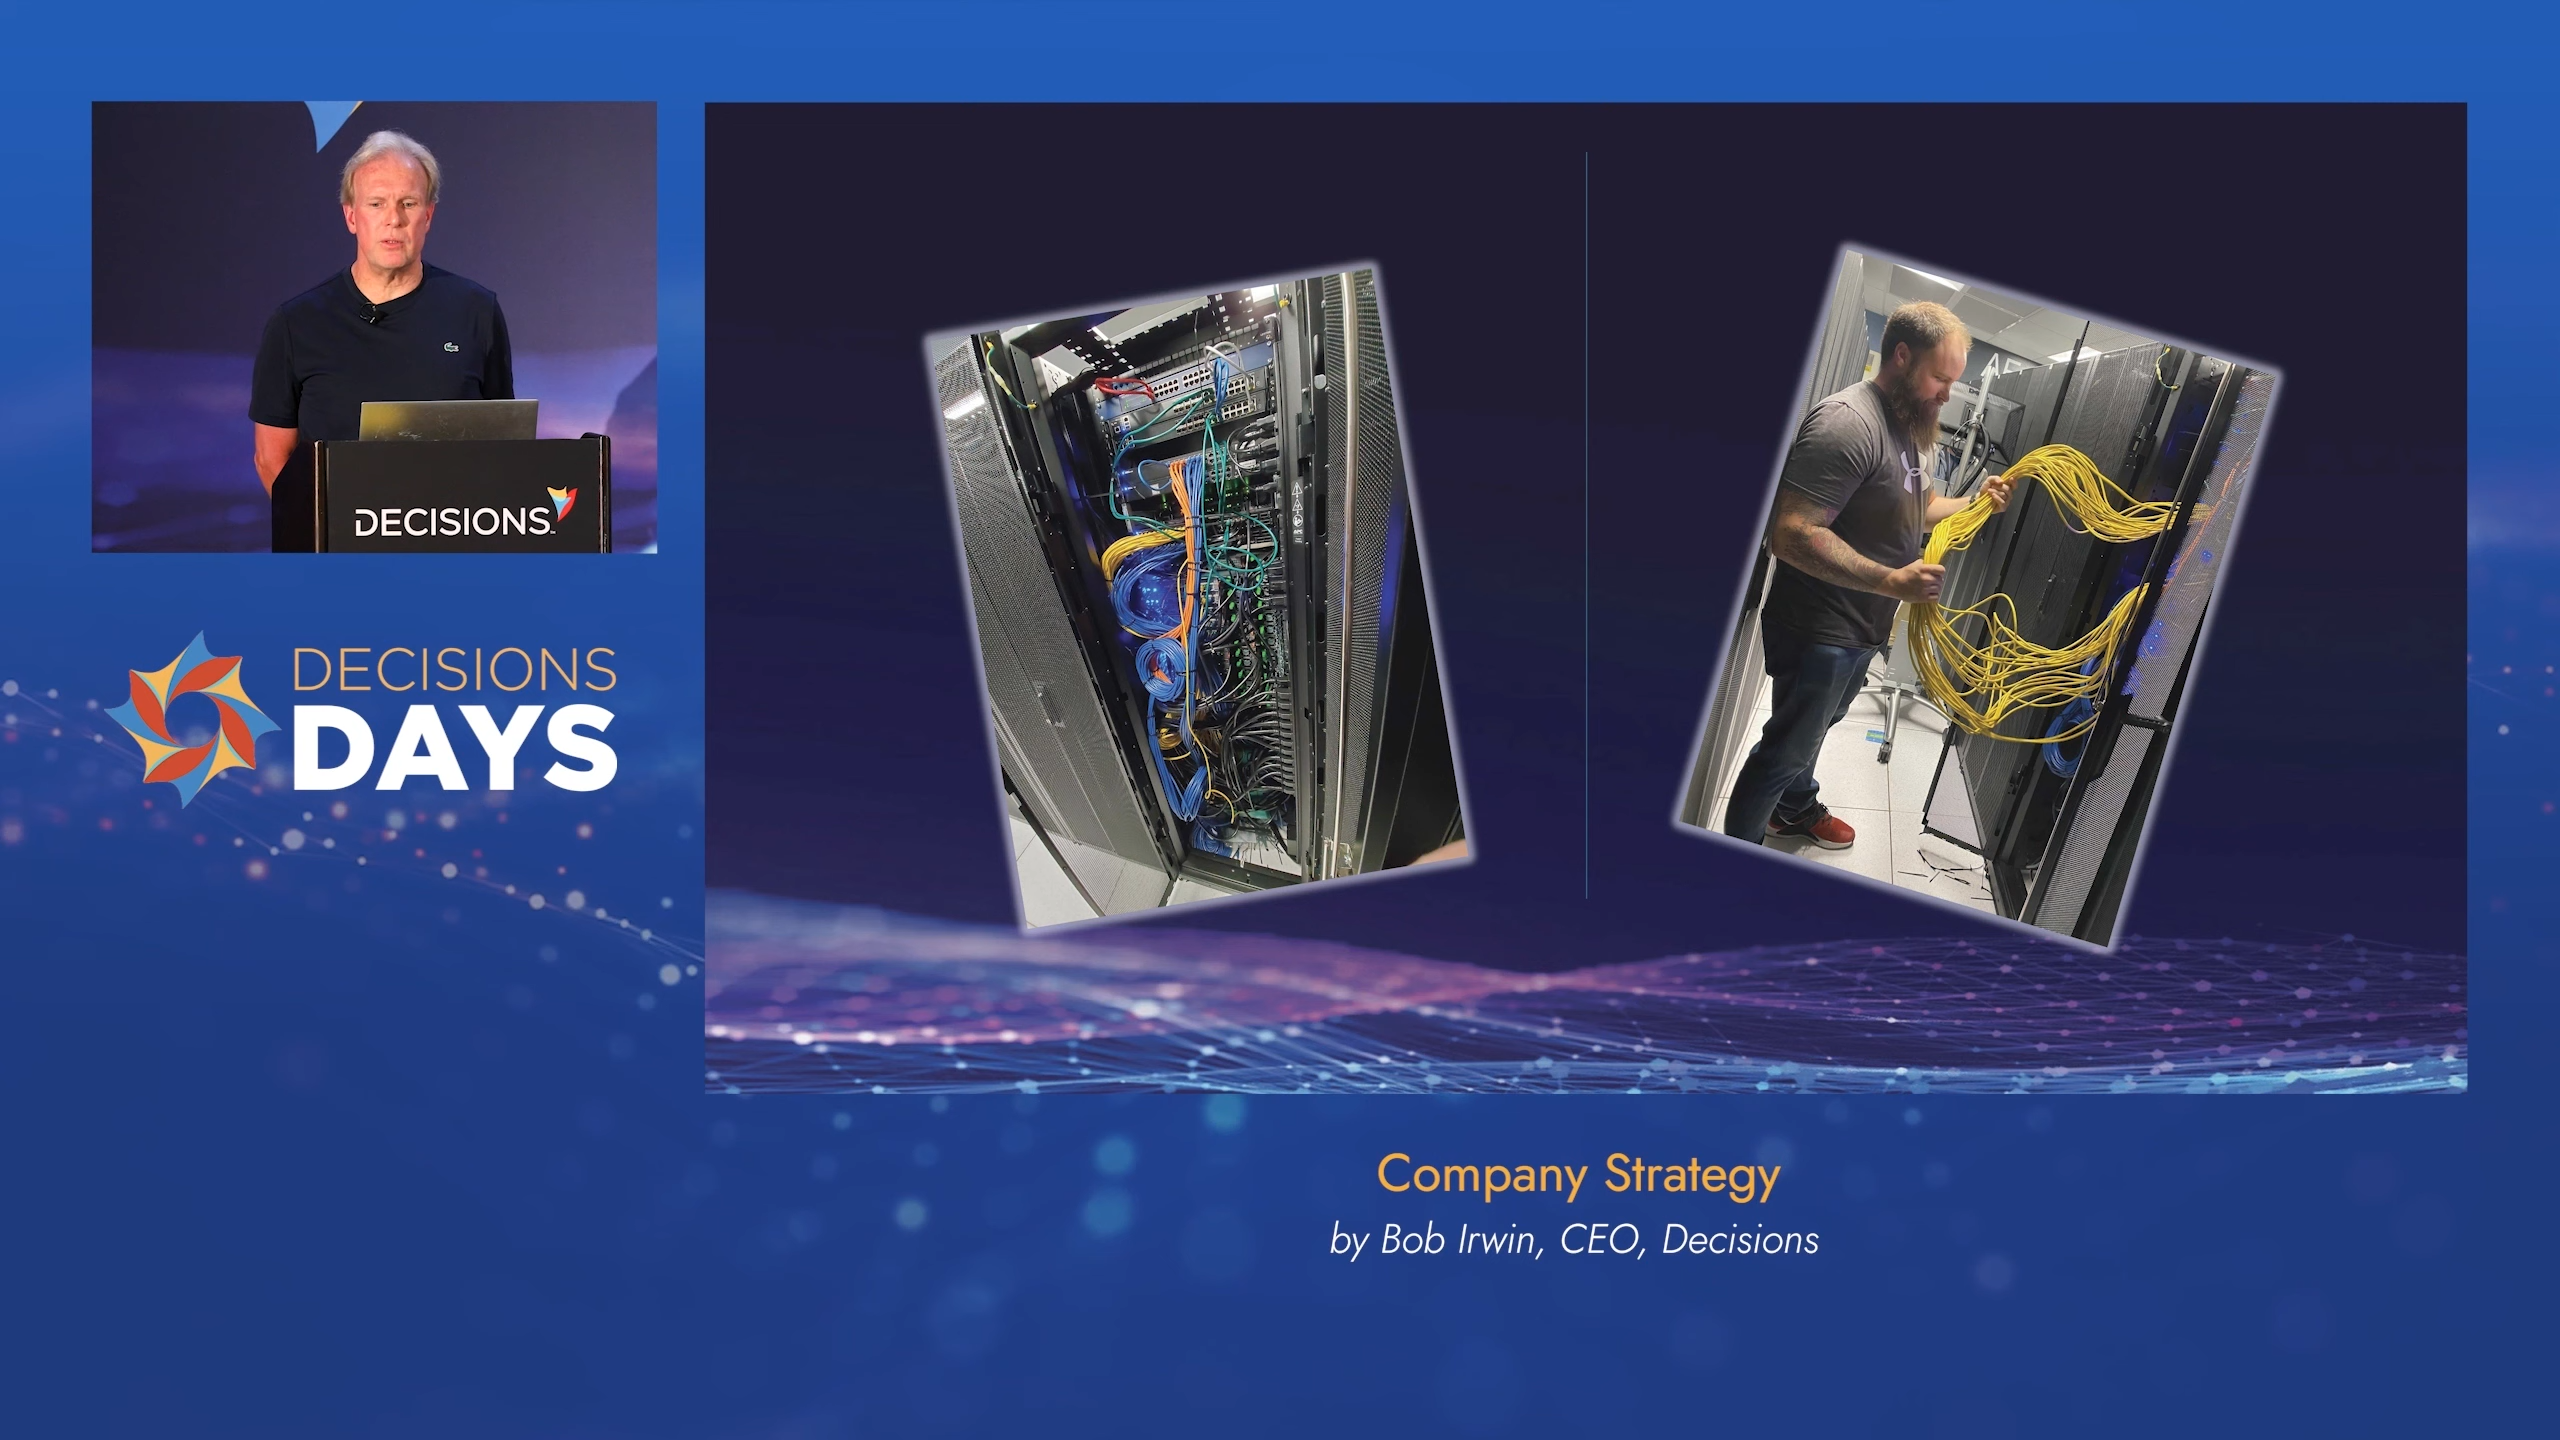 DECISIONS
DECISIONS
DAYS
Company Strategy
by Bob Irwin, CEO, Decisions